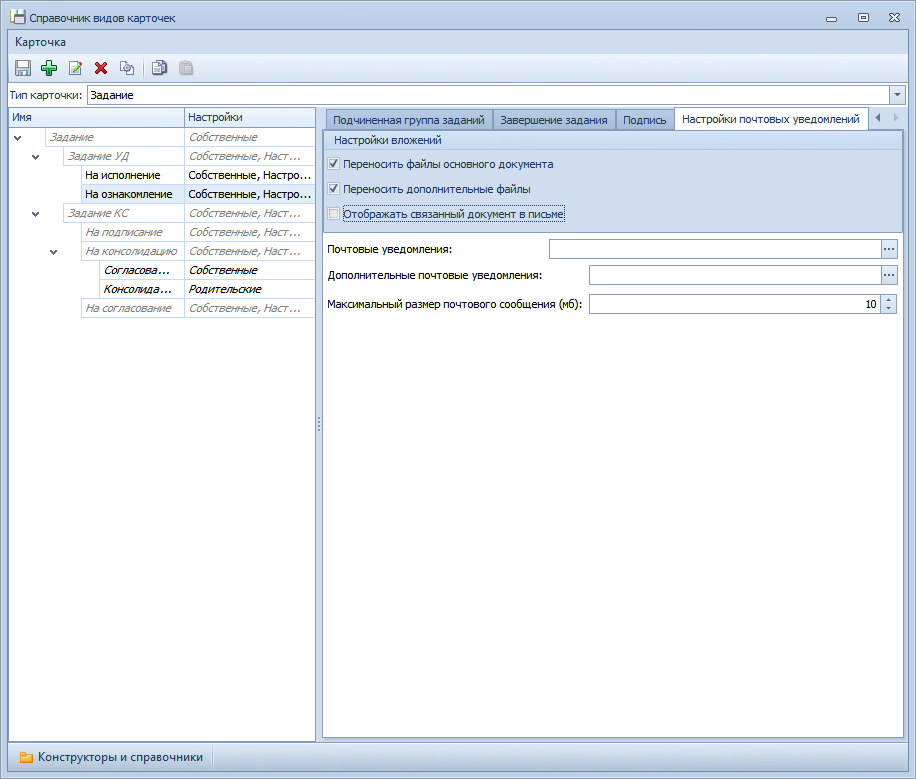 Справочник видов карточек
Карточка
Тип карточки: Задание
Имя Настройки
Задание Собственные
Задание УД Собственные, Наст...
На исполнение Собственные, Настро...
На ознакомление Собственные, Настро...
Задание КС Собственные, Наст...
На подписание Собственные, Наст...
На консолидацию Собственные, Наст...
Согласова... Собственные
Консолида... Родительские
На согласование Собственные, Наст...
Подчиненная группа заданий Завершение задания Подпись Настройки почтовых уведомлений
Настройки вложений
Переносить файлы основного документа
Переносить дополнительные файлы
Отображать связанный документ в письме
Почтовые уведомления:
Дополнительные почтовые уведомления:
Максимальный размер почтового сообщения (мб): 10
Конструкторы и справочники